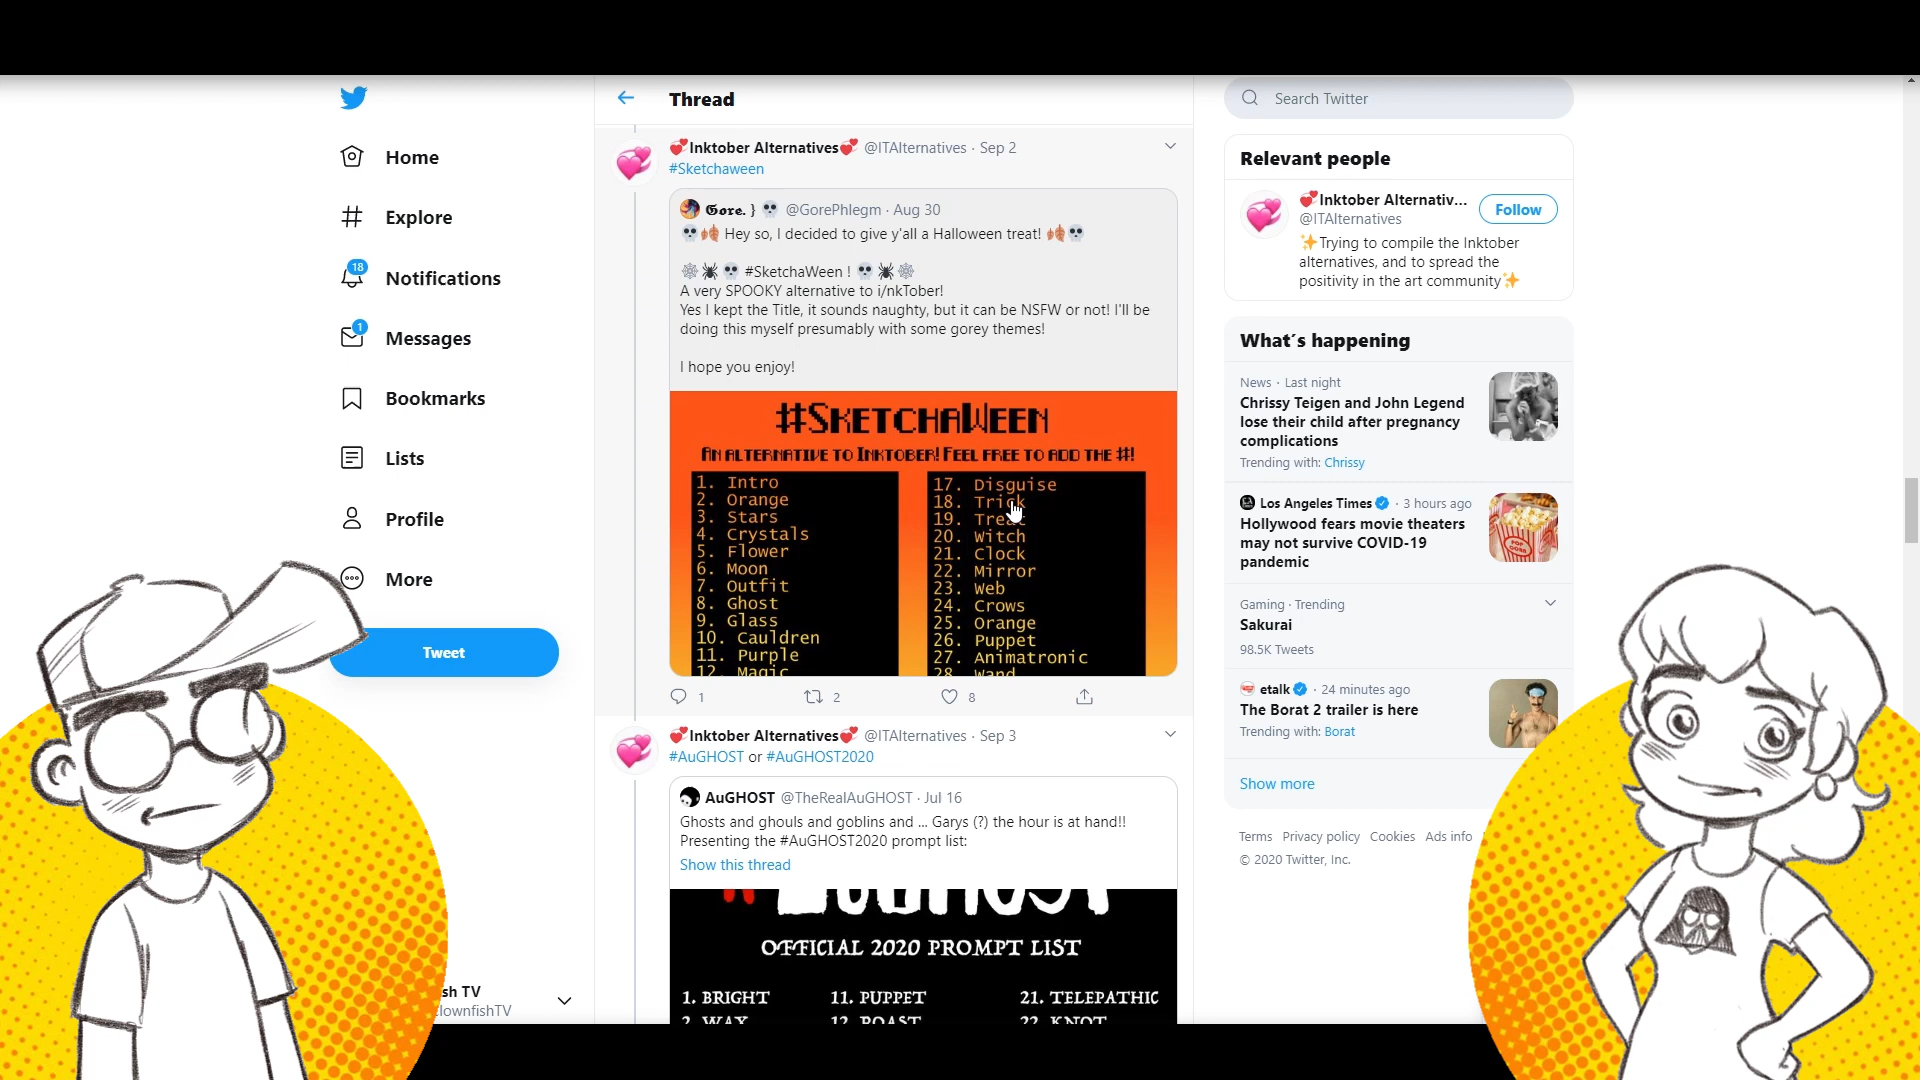 Home
Explore
18
Notifications
1
Messages
Bookmarks
Lists
Profile
More
Tweet
sh TV
lownfishTV
Thread
Inktober Alternatives @ITAlternatives · Sep 2
#Sketchaween
Gore. } @GorePhlegm · Aug 30
Hey so, I decided to give y'all a Halloween treat!
#SketchaWeen !
A very SPOOKY alternative to i/nkTober!
Yes I kept the Title, it sounds naughty, but it can be NSFW or not! I'll be
doing this myself presumably with some gorey themes!
I hope you enjoy!
#SketchaWeen
An alternative to Inktober! Feel free to add the #!
1. Intro
2. Orange
3. Stars
4. Crystals
5. Flower
6. Moon
7. Outfit
8. Ghost
9. Glass
10. Cauldren
11. Purple
12. Magic
17. Disguise
18. Trick
19. Treat
20. Witch
21. Clock
22. Mirror
23. Web
24. Crows
25. Orange
26. Puppet
27. Animatronic
28. Wand
1
2
8
Inktober Alternatives @ITAlternatives · Sep 3
#AuGHOST or #AuGHOST2020
AuGHOST @TheRealAuGHOST · Jul 16
Ghosts and ghouls and goblins and ... Garys (?) the hour is at hand!!
Presenting the #AuGHOST2020 prompt list:
Show this thread
#AUGHOST
OFFICIAL 2020 PROMPT LIST
1. BRIGHT
2. WAX
11. PUPPET
12. ROAST
21. TELEPATHIC
22. KNOT
Search Twitter
Relevant people
Inktober Alternativ...
Follow
@ITAlternatives
Trying to compile the Inktober
alternatives, and to spread the
positivity in the art community
What's happening
News · Last night
Chrissy Teigen and John Legend
lose their child after pregnancy
complications
Trending with: Chrissy
Los Angeles Times · 3 hours ago
Hollywood fears movie theaters
may not survive COVID-19
pandemic
Gaming · Trending
Sakurai
98.5K Tweets
etalk · 24 minutes ago
The Borat 2 trailer is here
Trending with: Borat
Show more
Terms Privacy policy Cookies Ads info
© 2020 Twitter, Inc.